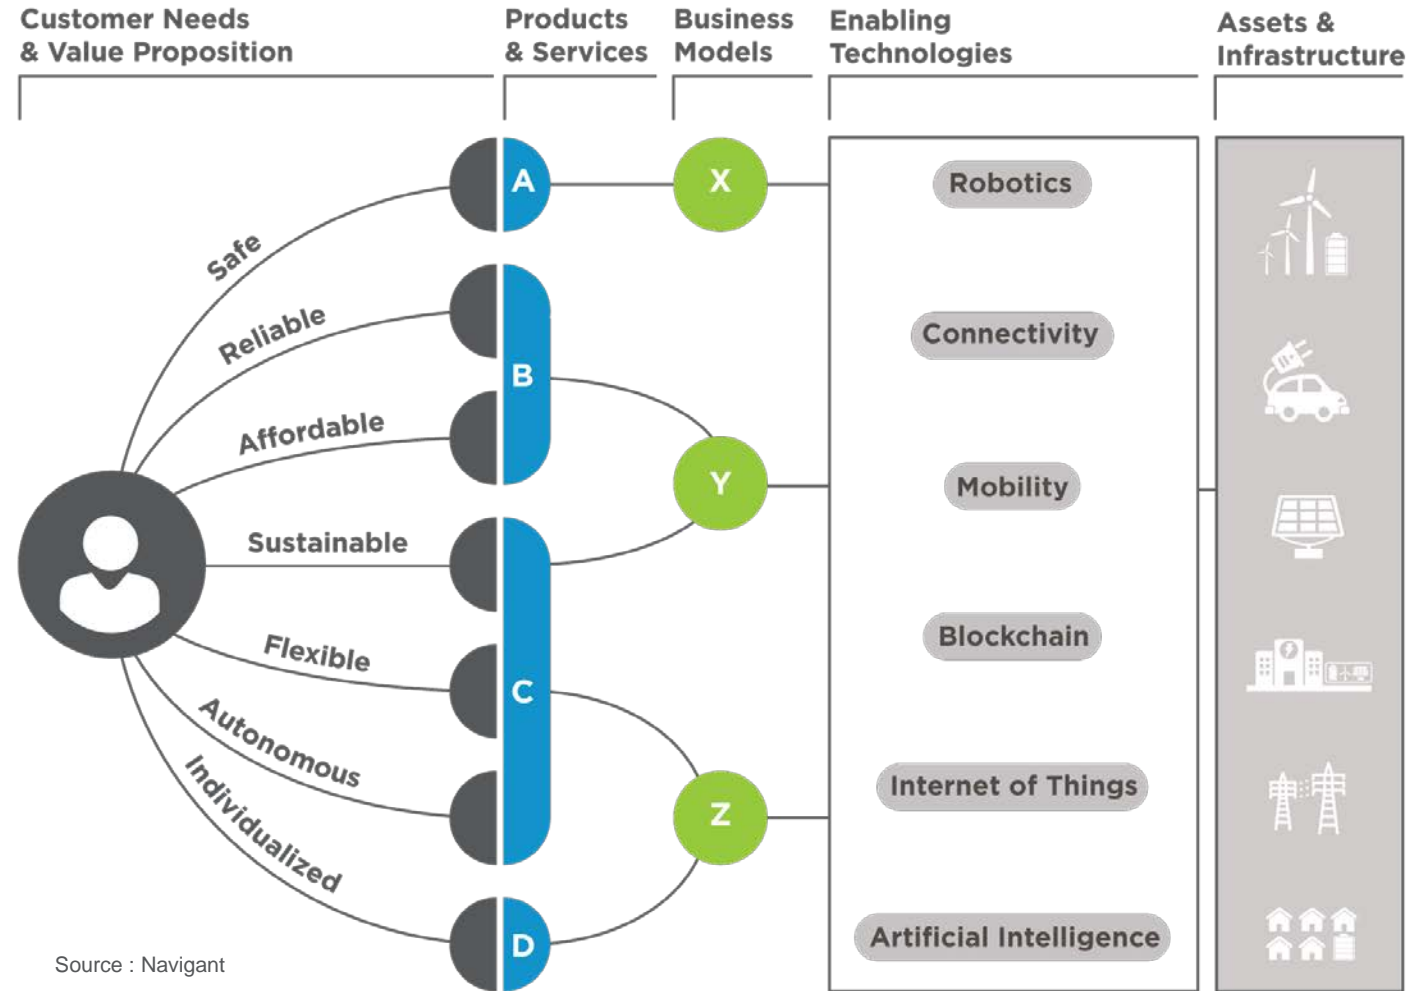 Customer Needs
& Value Proposition
Products
& Services
Business
Models
Enabling
Technologies
Assets &
Infrastructure
Safe
Reliable
Affordable
Sustainable
Flexible
Autonomous
Individualized
A
B
C
D
X
Y
Z
Robotics
Connectivity
Mobility
Blockchain
Internet of Things
Artificial Intelligence
Source : Navigant